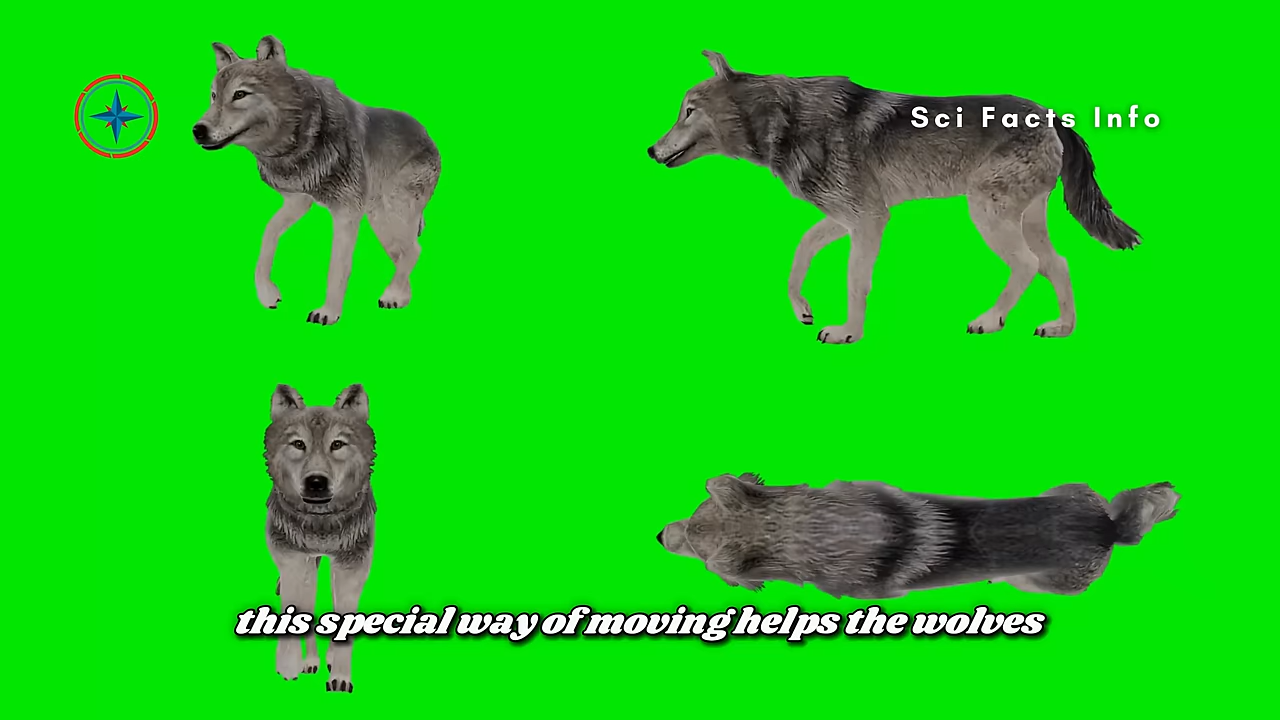 Sci Facts Info
this special way of moving helps the wolves